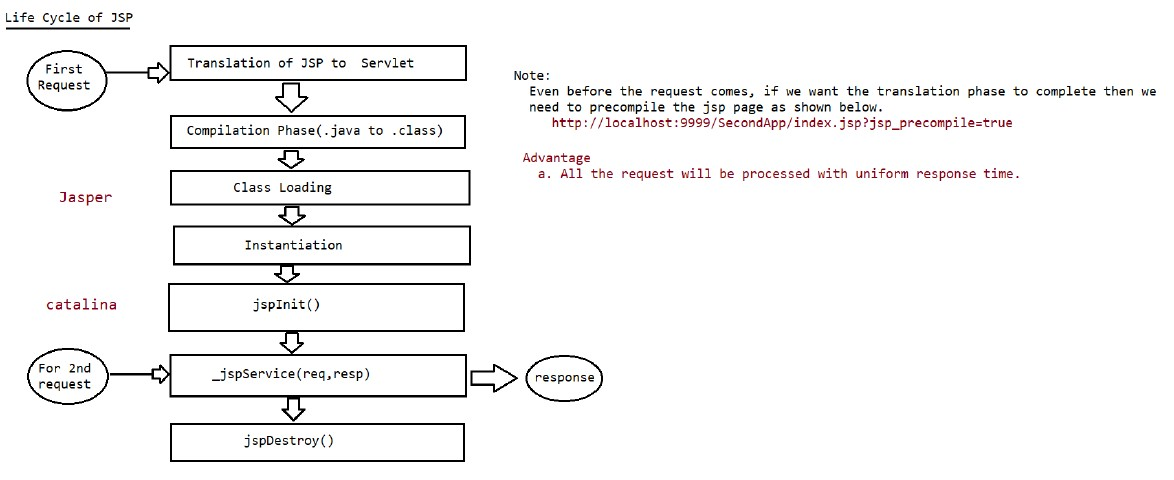 Life Cycle of JSP
First
Request
Translation of JSP to Servlet
Compilation Phase(.java to .class)
Class Loading
Jasper
Instantiation
catalina
jspInit()
For 2nd
request
_jspService(req,resp)
response
jspDestroy()
Note:
Even before the request comes, if we want the translation phase to complete then we
need to precompile the jsp page as shown below.
http://localhost:9999/SecondApp/index.jsp?jsp_precompile=true
Advantage
a. All the request will be processed with uniform response time.